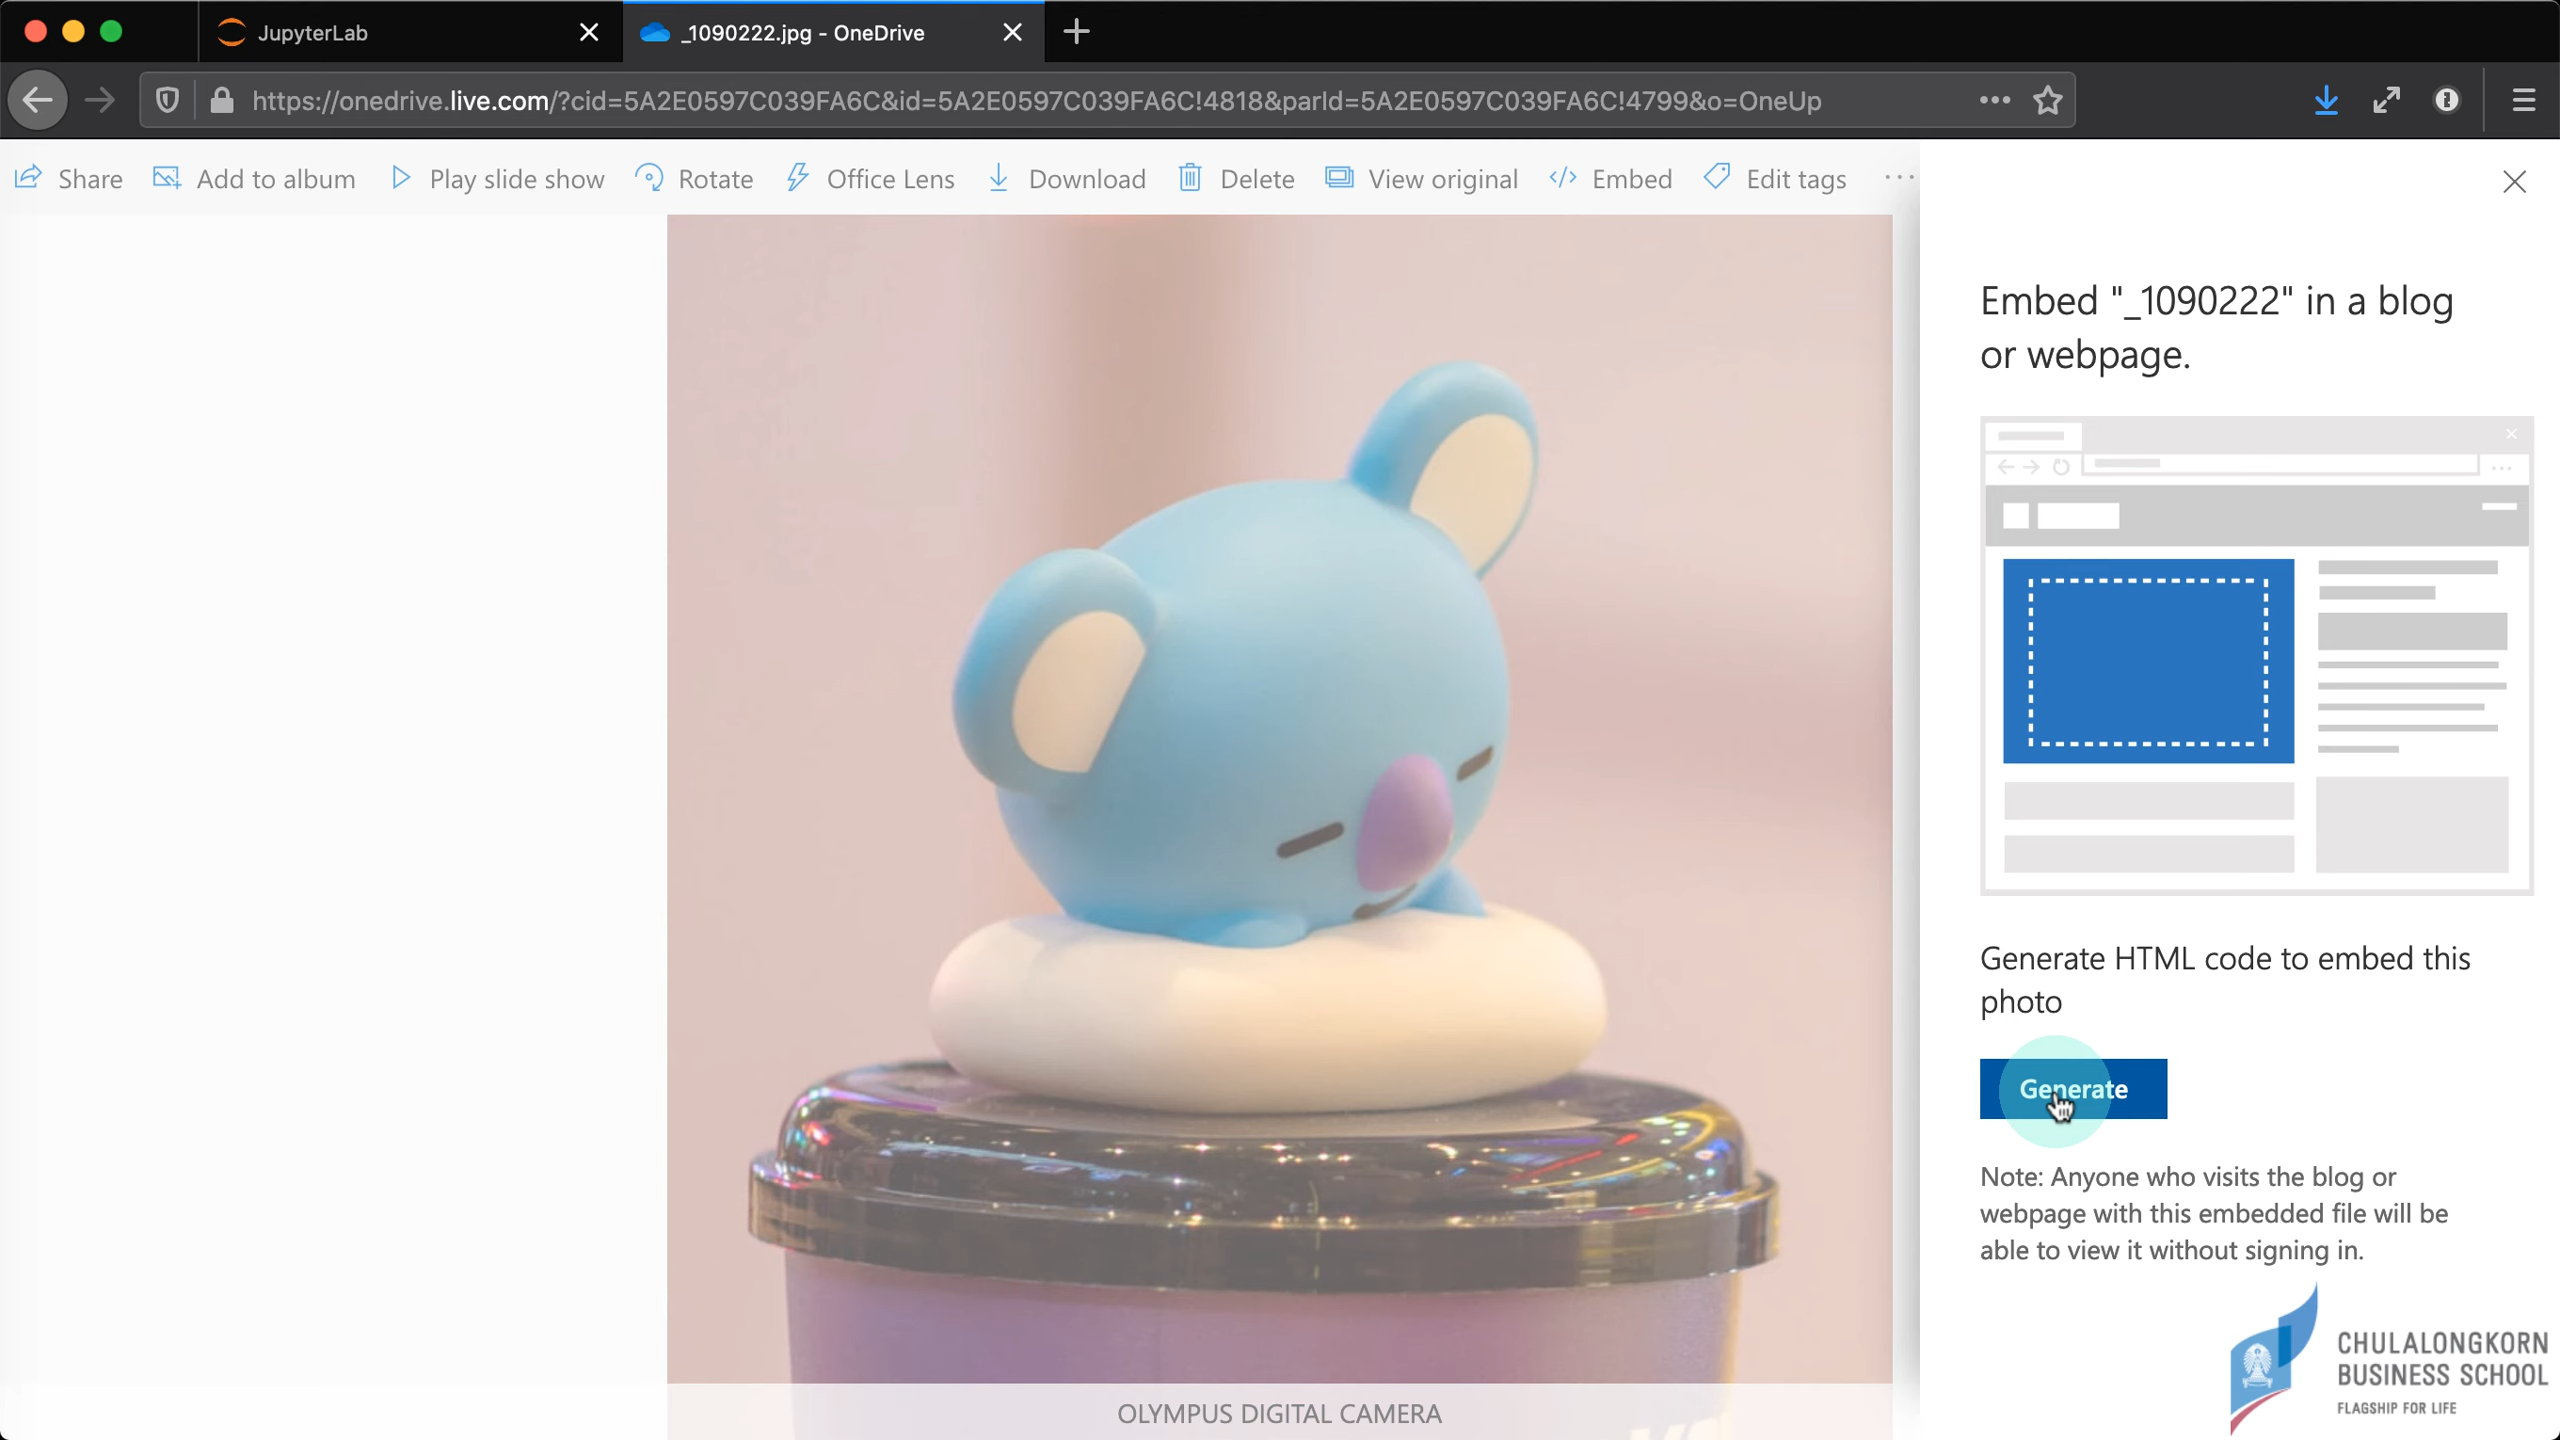 JupyterLab
_1090222.jpg - OneDrive
https://onedrive.live.com/?cid=5A2E0597C039FA6C&id=5A2E0597C039FA6C!4818&parId=5A2E0597C039FA6C!4799&o=OneUp
Share Add to album Play slide show Rotate Office Lens Download Delete View original Embed Edit tags
Embed "_1090222" in a blog
or webpage.
Generate HTML code to embed this
photo
Generate
Note: Anyone who visits the blog or
webpage with this embedded file will be
able to view it without signing in.
OLYMPUS DIGITAL CAMERA
CHULALONGKORN
BUSINESS SCHOOL
FLAGSHIP FOR LIFE